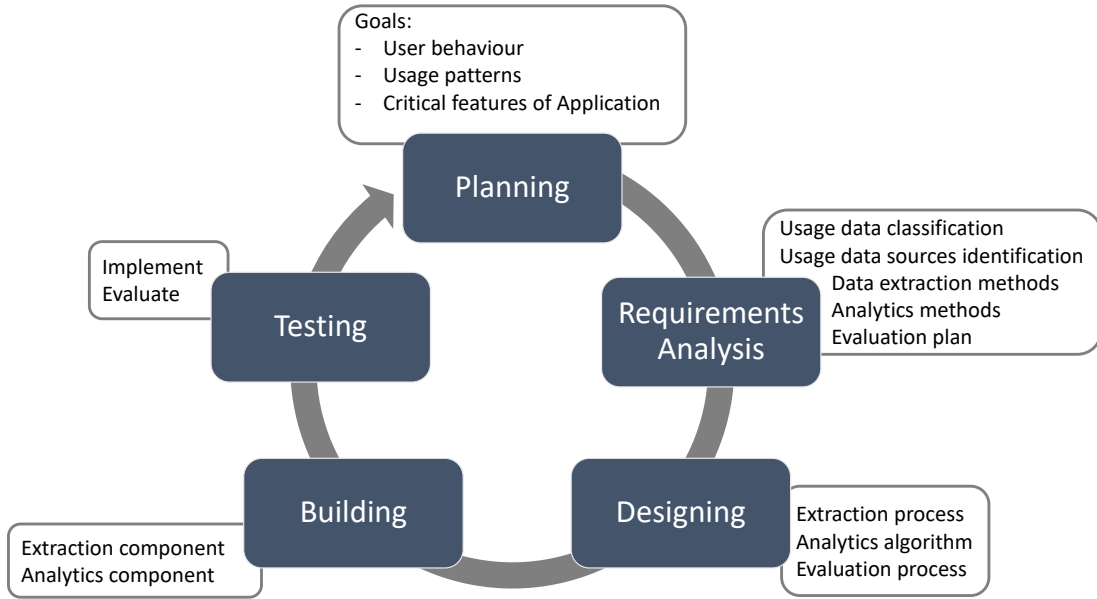 Goals:
- User behaviour
- Usage patterns
- Critical features of Application
Planning
Usage data classification
Usage data sources identification
Data extraction methods
Analytics methods
Evaluation plan
Requirements
Analysis
Designing
Extraction process
Analytics algorithm
Evaluation process
Building
Extraction component
Analytics component
Testing
Implement
Evaluate